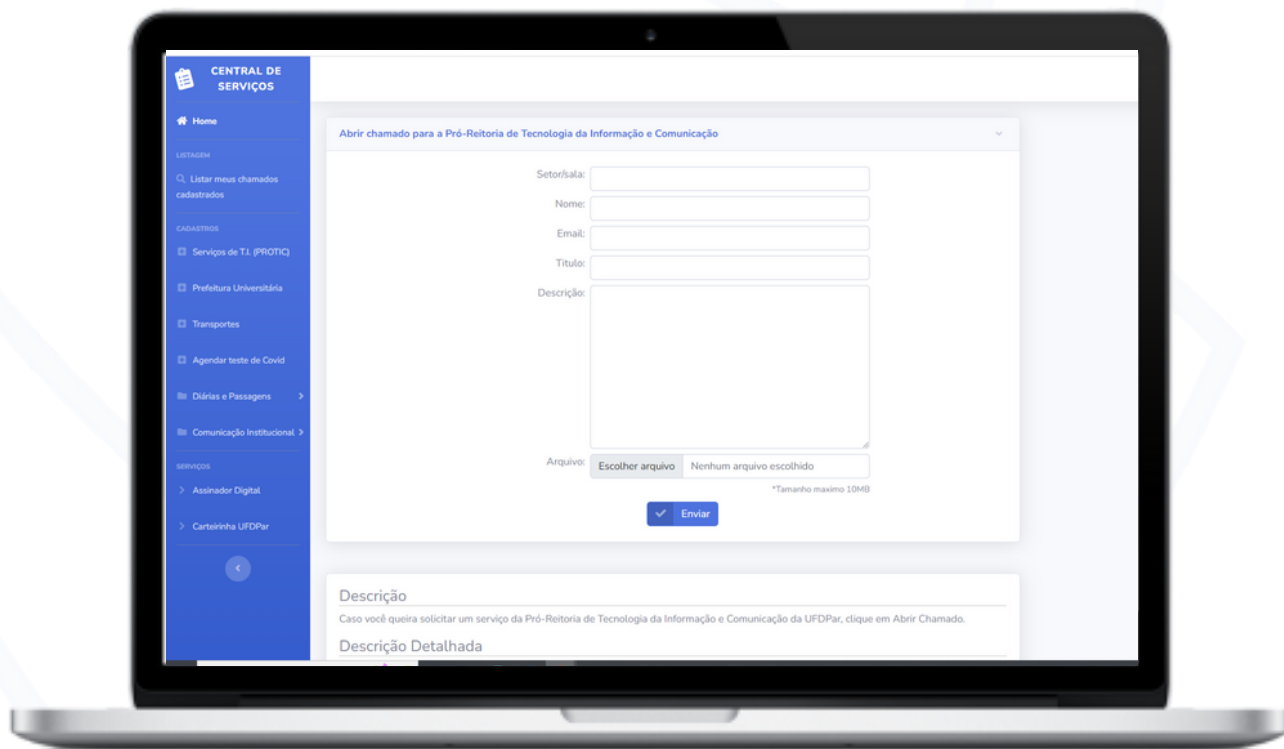 CENTRAL DE
SERVIÇOS
Home
LISTAGEM
Listar meus chamados
cadastrados
CADASTROS
Serviços de T.I. (PROTIC)
Prefeitura Universitária
Transportes
Agendar teste de Covid
Diárias e Passagens
Comunicação Institucional
SERVIÇOS
Assinador Digital
Carteirinha UFDPar
Abrir chamado para a Pró-Reitoria de Tecnologia da Informação e Comunicação
Setor/sala:
Nome:
Email:
Titulo:
Descrição:
Arquivo: Escolher arquivo Nenhum arquivo escolhido
*Tamanho maximo 10MB
Enviar
Descrição
Caso você queira solicitar um serviço da Pró-Reitoria de Tecnologia da Informação e Comunicação da UFDPar, clique em Abrir Chamado.
Descrição Detalhada